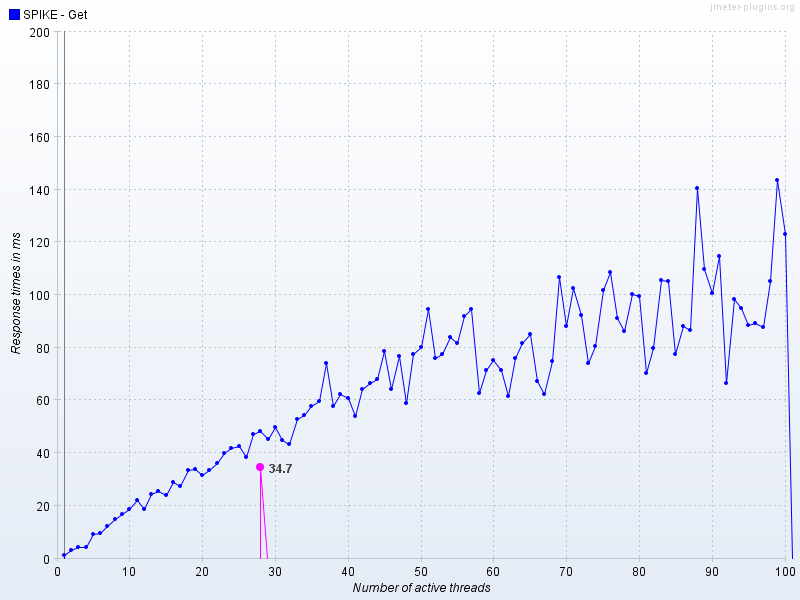 jmeter-plugins.org
SPIKE - Get
200
180
160
140
120
100
80
60
40
20
0
Response times in ms
34.7
0 10 20 30 40 50 60 70 80 90 100
Number of active threads